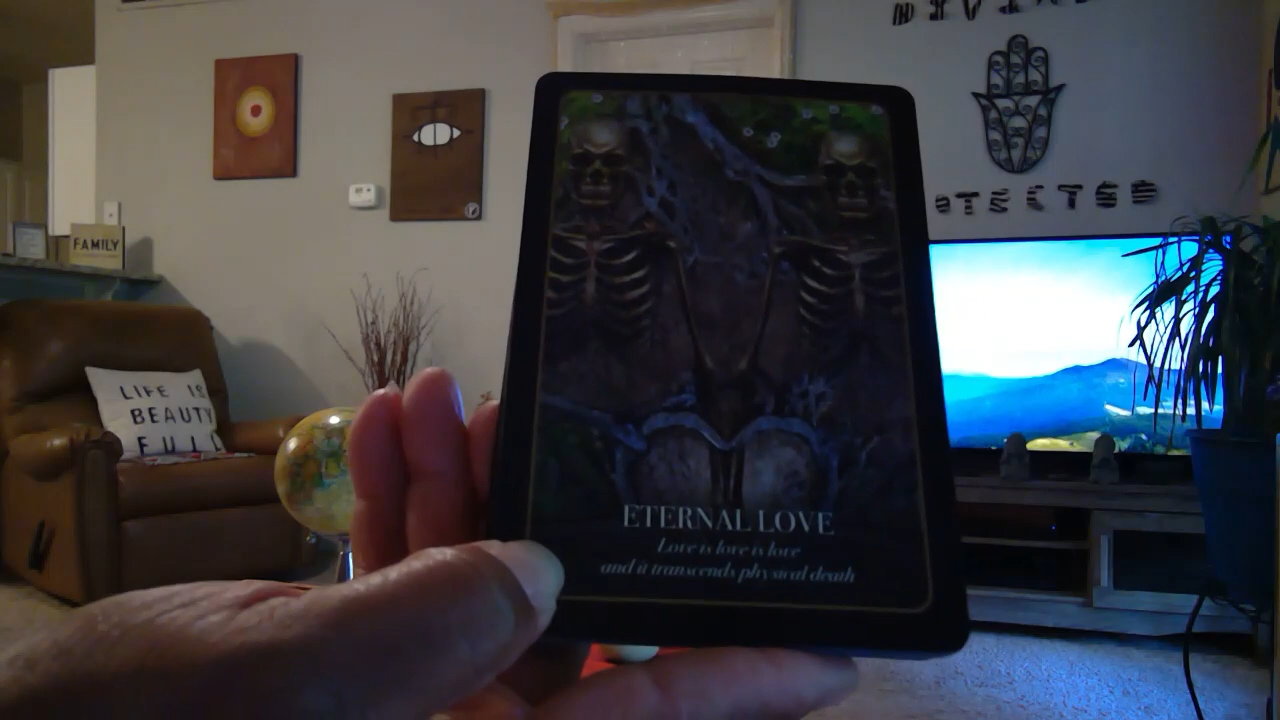 FAMILY
LIFE IS
BEAUTY
FULL
ETERNAL LOVE
Love is love is love
and it transcends physical death